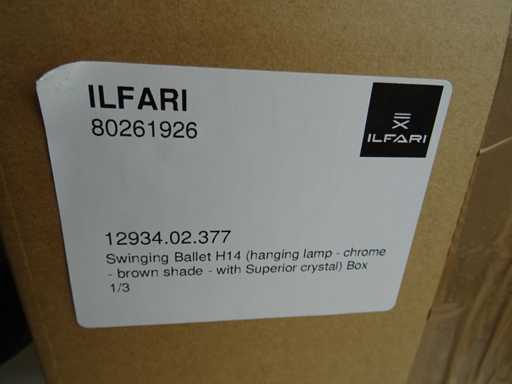 ILFARI
80261926
ILFARI
12934.02.377
Swinging Ballet H14 (hanging lamp - chrome
- brown shade - with Superior crystal) Box
1/3